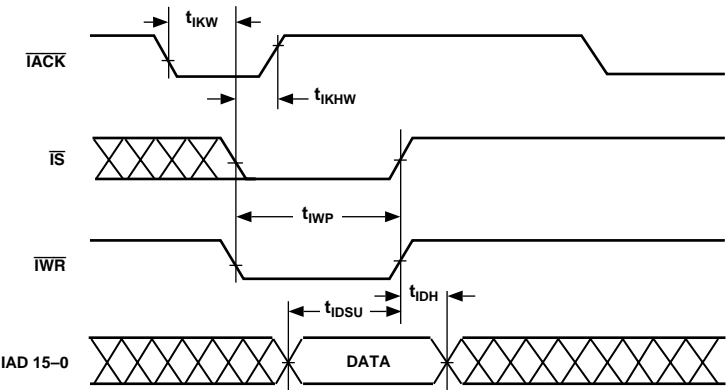 tIKW
IACK
tIKHW
IS
tIWP
IWR
tIDH
tIDSU
IAD 15–0
DATA